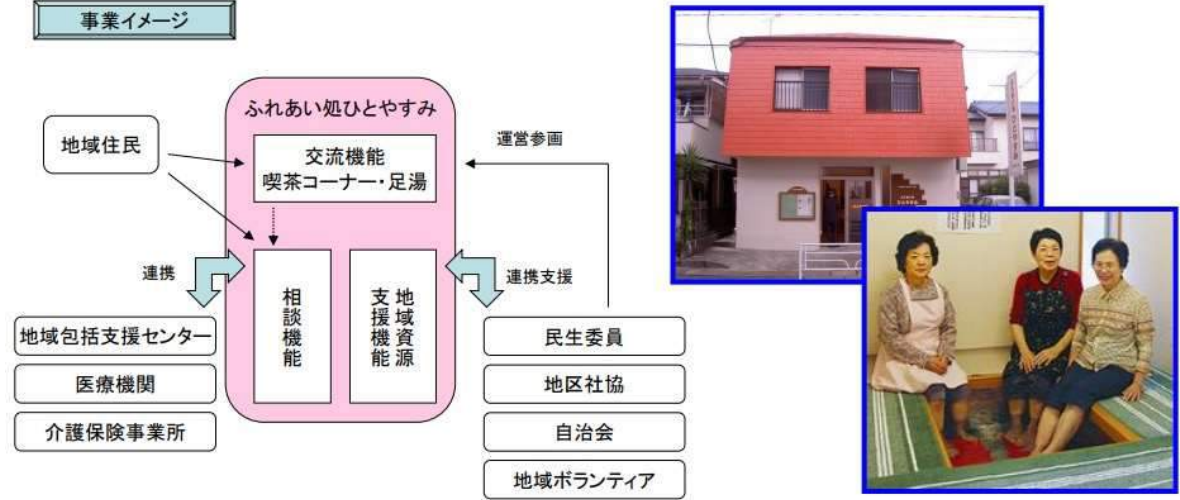 事業イメージ
ふれあい処ひとやすみ
地域住民
交流機能
喫茶コーナー・足湯
運営参画
連携
連携支援
相談機能
地域資源
支援機能
地域包括支援センター
医療機関
介護保険事業所
民生委員
地区社協
自治会
地域ボランティア